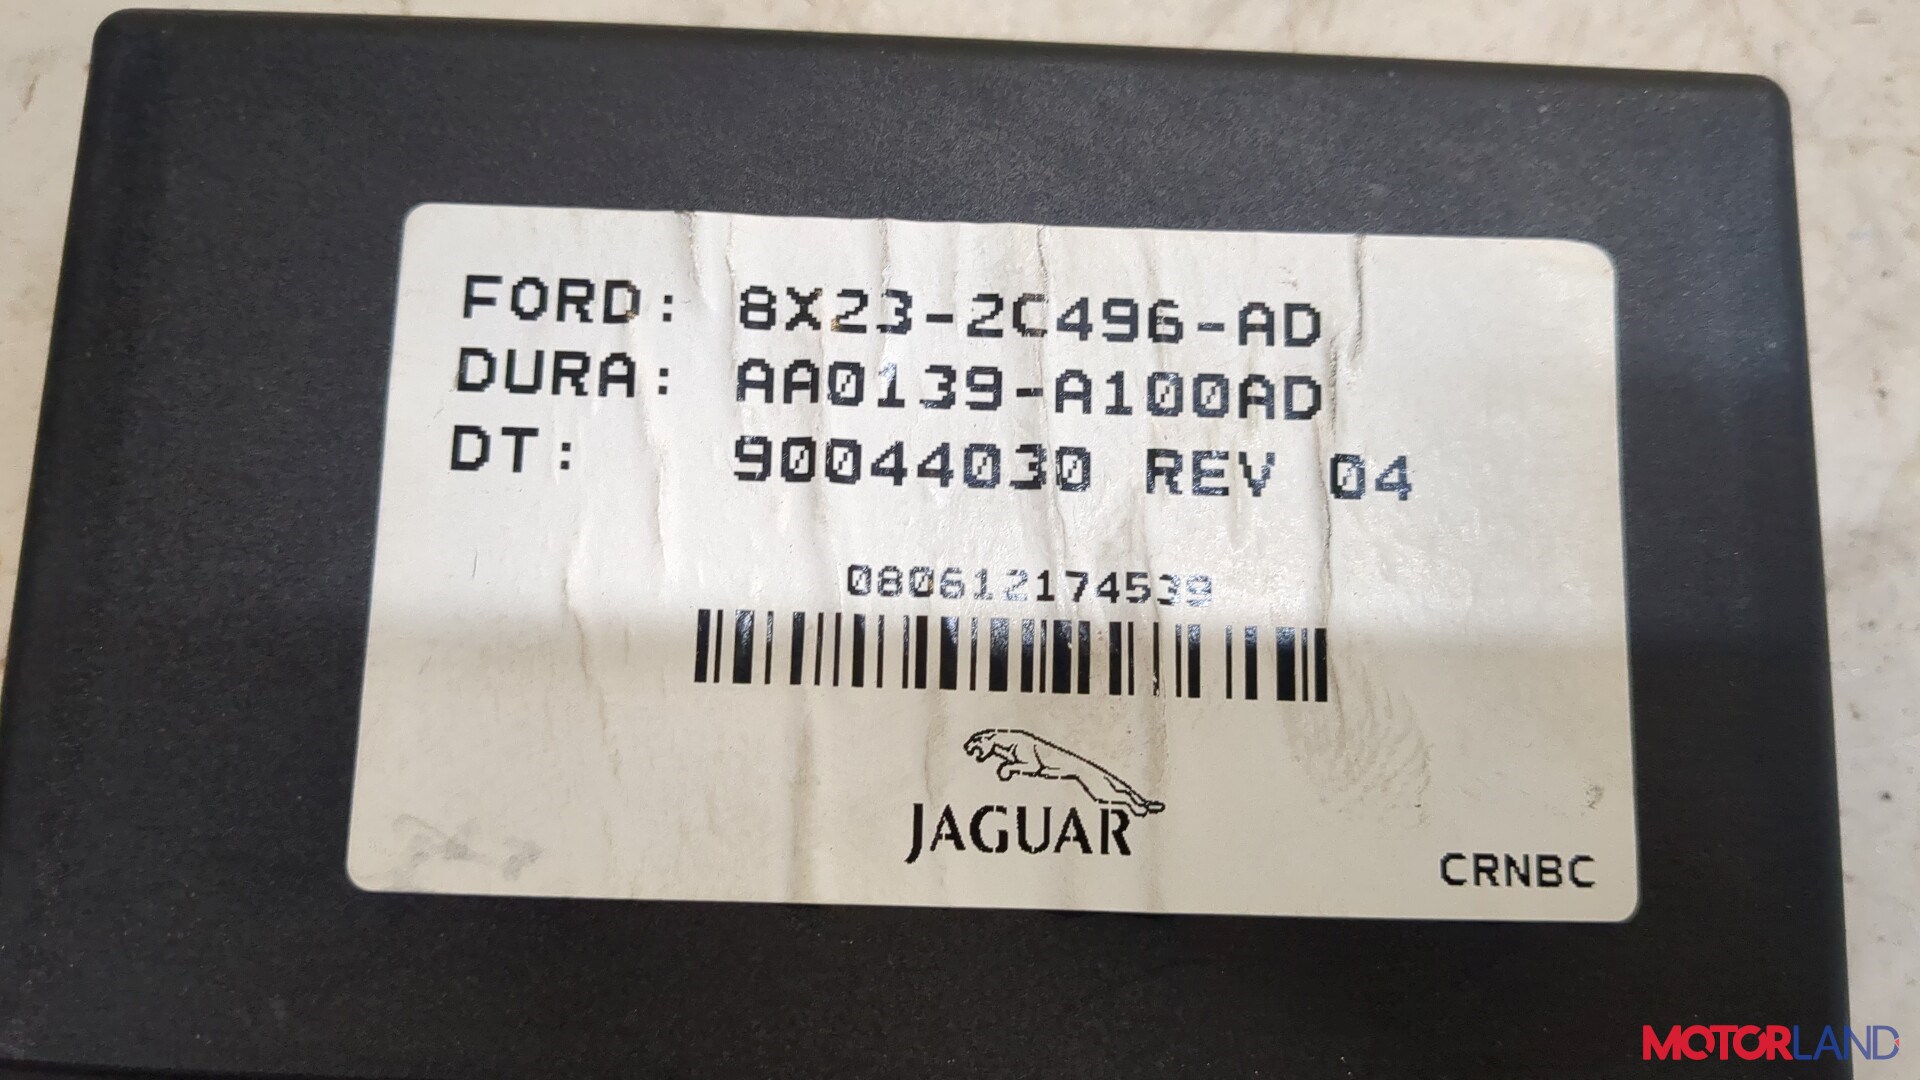 FORD: 8X23-2C496-AD
DURA: AA0139-A100AD
DT: 90044030 REV 04
080612174539
JAGUAR
CRNBC
MOTORLAND